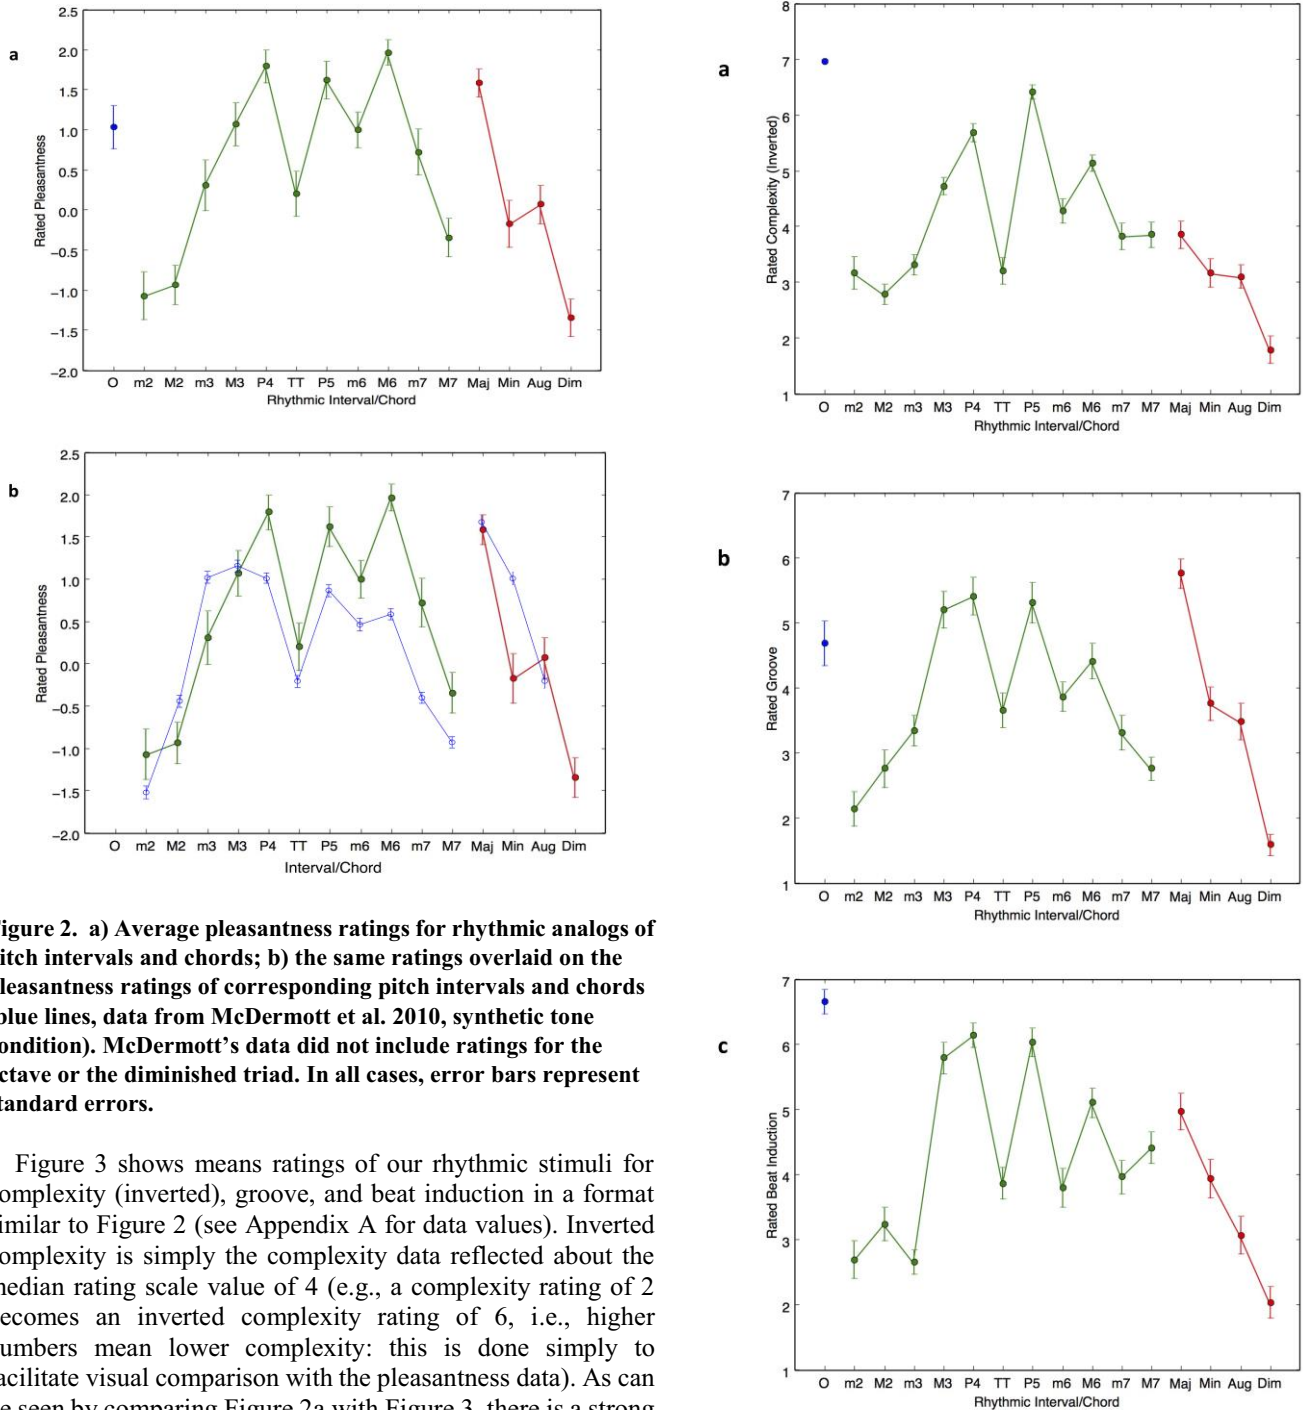 a
2.5
2.0
1.5
1.0
0.5
0.0
−0.5
−1.0
−1.5
−2.0
Rated Pleasantness
O m2 M2 m3 M3 P4 TT P5 m6 M6 m7 M7 Maj Min Aug Dim
Rhythmic Interval/Chord
b
2.5
2.0
1.5
1.0
0.5
0.0
−0.5
−1.0
−1.5
−2.0
Rated Pleasantness
O m2 M2 m3 M3 P4 TT P5 m6 M6 m7 M7 Maj Min Aug Dim
Interval/Chord
igure 2. a) Average pleasantness ratings for rhythmic analogs of
itch intervals and chords; b) the same ratings overlaid on the
leasantness ratings of corresponding pitch intervals and chords
blue lines, data from McDermott et al. 2010, synthetic tone
ondition). McDermott's data did not include ratings for the
ctave or the diminished triad. In all cases, error bars represent
tandard errors.
Figure 3 shows means ratings of our rhythmic stimuli for
omplexity (inverted), groove, and beat induction in a format
imilar to Figure 2 (see Appendix A for data values). Inverted
omplexity is simply the complexity data reflected about the
nedian rating scale value of 4 (e.g., a complexity rating of 2
ecomes an inverted complexity rating of 6, i.e., higher
umbers mean lower complexity: this is done simply to
acilitate visual comparison with the pleasantness data). As can
e seen by comparing Figure 2a with Figure 3, there is a strong
a
8
7
6
5
4
3
2
1
Rated Complexity (Inverted)
O m2 M2 m3 M3 P4 TT P5 m6 M6 m7 M7 Maj Min Aug Dim
Rhythmic Interval/Chord
b
7
6
5
4
3
2
1
Rated Groove
O m2 M2 m3 M3 P4 TT P5 m6 M6 m7 M7 Maj Min Aug Dim
Rhythmic Interval/Chord
c
7
6
5
4
3
2
1
Rated Beat Induction
O m2 M2 m3 M3 P4 TT P5 m6 M6 m7 M7 Maj Min Aug Dim
Rhythmic Interval/Chord